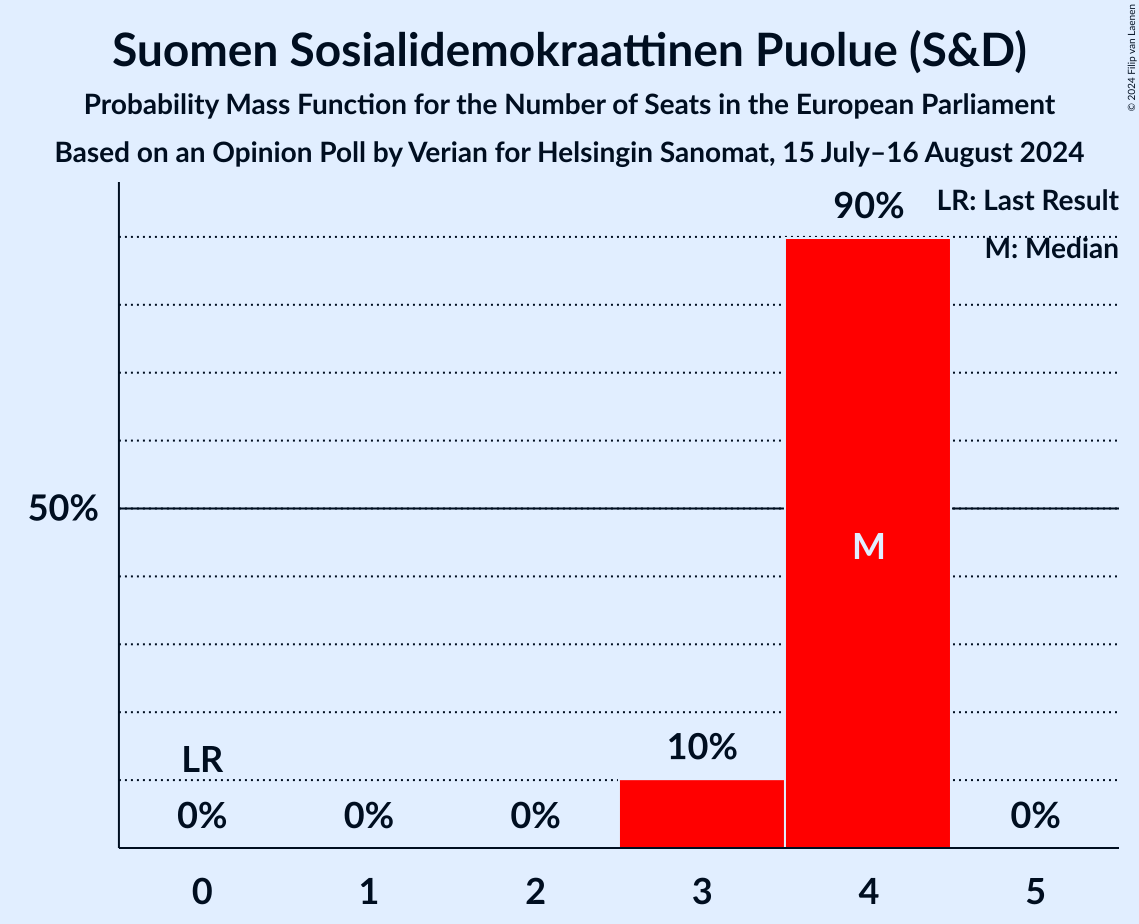 Suomen Sosialidemokraattinen Puolue (S&D)
Probability Mass Function for the Number of Seats in the European Parliament
Based on an Opinion Poll by Verian for Helsingin Sanomat, 15 July–16 August 2024
© 2024 Filip van Laenen
90%
LR: Last Result
M: Median
50%
M
LR
10%
0%
0%
0%
0%
0 1 2 3 4 5